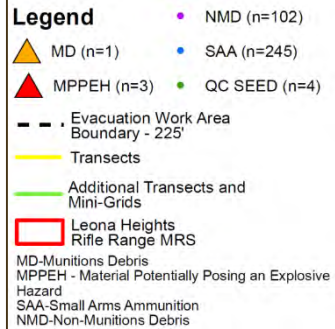 Legend
NMD (n=102)
MD (n=1)
SAA (n=245)
MPPEH (n=3)
QC SEED (n=4)
Evacuation Work Area
Boundary - 225'
Transects
Additional Transects and
Mini-Grids
Leona Heights
Rifle Range MRS
MD-Munitions Debris
MPPEH - Material Potentially Posing an Explosive
Hazard
SAA-Small Arms Ammunition
NMD-Non-Munitions Debris